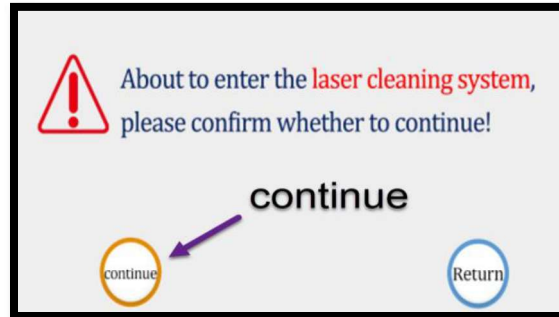 About to enter the laser cleaning system,
please confirm whether to continue!
continue
continue
Return